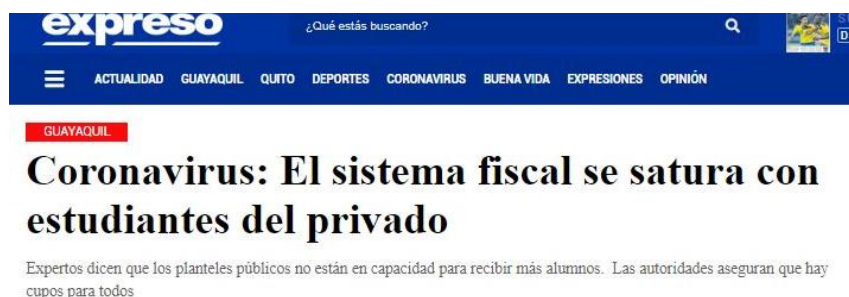 expreso
¿Qué estás buscando?
ACTUALIDAD GUAYAQUIL QUITO DEPORTES CORONAVIRUS BUENA VIDA EXPRESIONES OPINIÓN
GUAYAQUIL
Coronavirus: El sistema fiscal se satura con
estudiantes del privado
Expertos dicen que los planteles públicos no están en capacidad para recibir más alumnos. Las autoridades aseguran que hay
cupos para todos